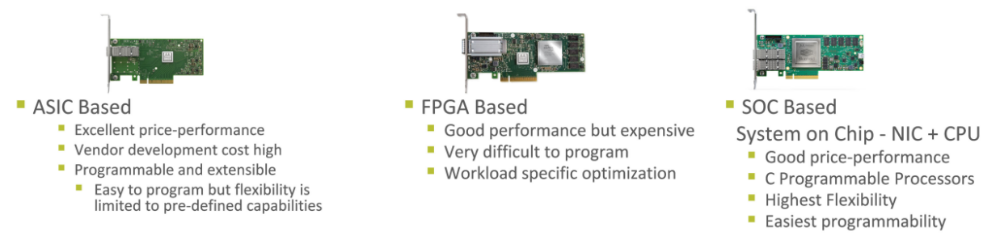 ASIC Based
Excellent price-performance
Vendor development cost high
Programmable and extensible
Easy to program but flexibility is
limited to pre-defined capabilities
FPGA Based
Good performance but expensive
Very difficult to program
Workload specific optimization
SOC Based
System on Chip - NIC + CPU
Good price-performance
C Programmable Processors
Highest Flexibility
Easiest programmability